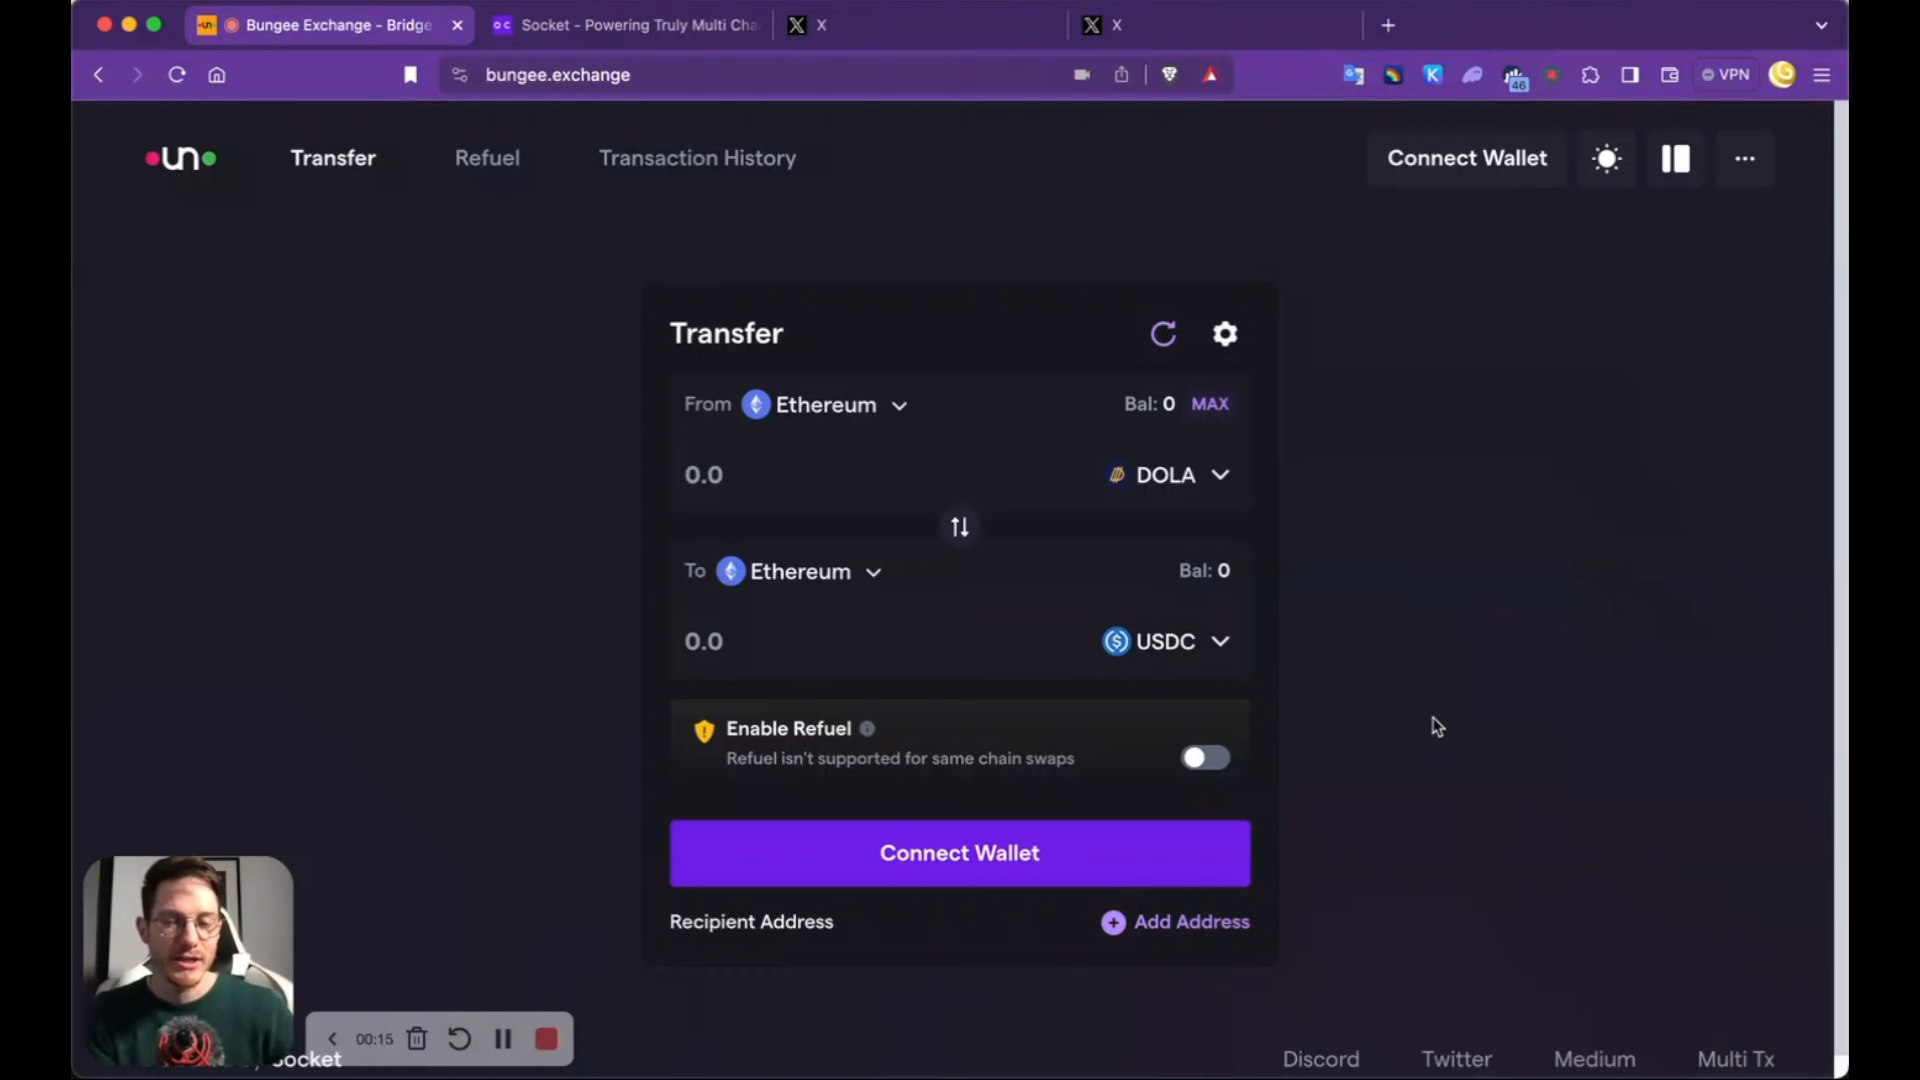 Bungee Exchange - Bridge
Socket - Powering Truly Multi Cha
X
X
bungee.exchange
46
VPN
un
Transfer
Refuel
Transaction History
Connect Wallet
Transfer
From Ethereum
Bal: 0 MAX
0.0
DOLA
To Ethereum
Bal: 0
0.0
USDC
Enable Refuel
Refuel isn't supported for same chain swaps
Connect Wallet
Recipient Address
Add Address
00:15
ocket
Discord
Twitter
Medium
Multi Tx